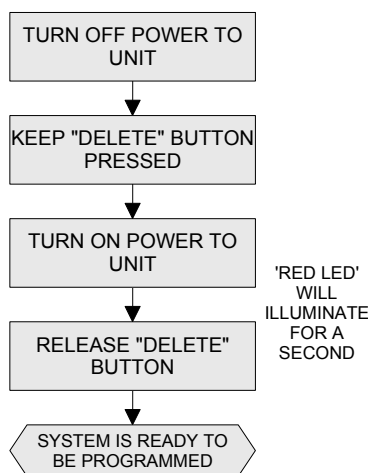 TURN OFF POWER TO
UNIT
KEEP "DELETE" BUTTON
PRESSED
TURN ON POWER TO
UNIT
'RED LED'
WILL
ILLUMINATE
FOR A
SECOND
RELEASE "DELETE"
BUTTON
SYSTEM IS READY TO
BE PROGRAMMED